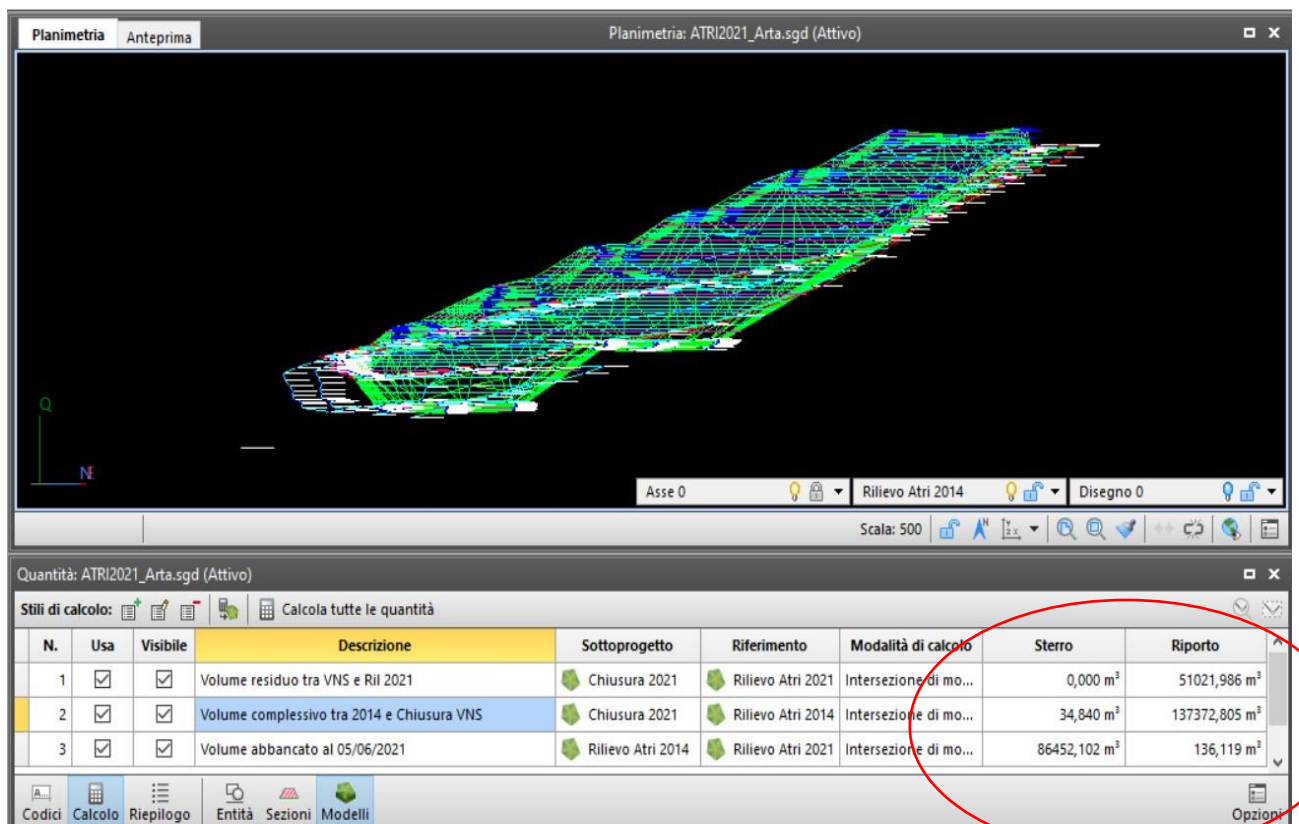 Planimetria Anteprima Planimetria: ATRI2021_Arta.sgd (Attivo)
Q
NE
Asse 0 Rilievo Atri 2014 Disegno 0
Scala: 500
Quantità: ATRI2021_Arta.sgd (Attivo)
Stili di calcolo: Calcola tutte le quantità
N. Usa Visibile Descrizione Sottoprogetto Riferimento Modalità di calcolo Sterro Riporto
1 Volume residuo tra VNS e Ril 2021 Chiusura 2021 Rilievo Atri 2021 Intersezione di mo... 0,000 m³ 51021,986 m³
2 Volume complessivo tra 2014 e Chiusura VNS Chiusura 2021 Rilievo Atri 2014 Intersezione di mo... 34,840 m³ 137372,805 m³
3 Volume abbancato al 05/06/2021 Rilievo Atri 2014 Rilievo Atri 2021 Intersezione di mo... 86452,102 m³ 136,119 m³
Codici Calcolo Riepilogo Entità Sezioni Modelli Opzioni